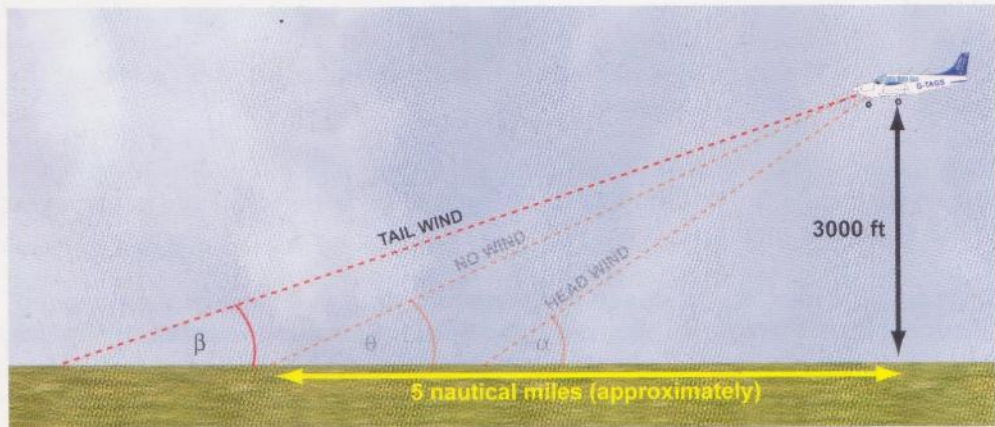 G-TAGS
TAIL WIND
NO WIND
HEAD WIND
3000 ft
β
θ
α
5 nautical miles (approximately)